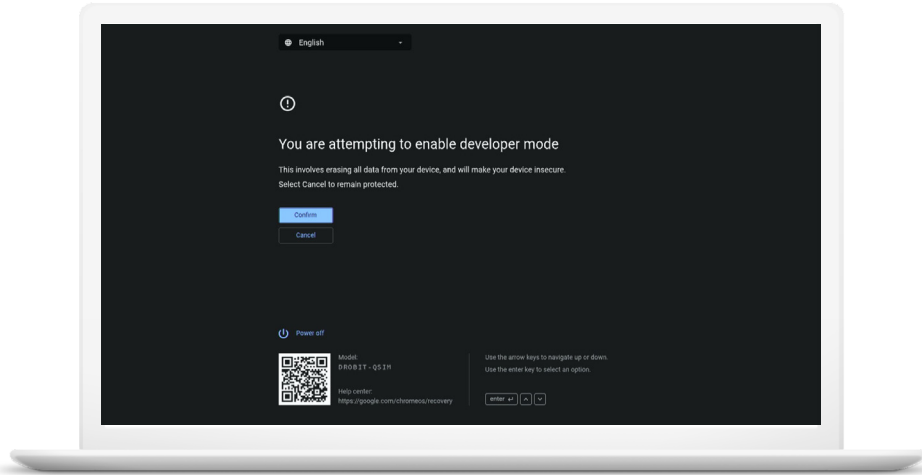 English
You are attempting to enable developer mode
This involves erasing all data from your device, and will make your device insecure.
Select Cancel to remain protected.
Confirm
Cancel
Power off
Model:
DROBIT-QSIM
Help center:
https://google.com/chromeos/recovery
Use the arrow keys to navigate up or down.
Use the enter key to select an option.
enter